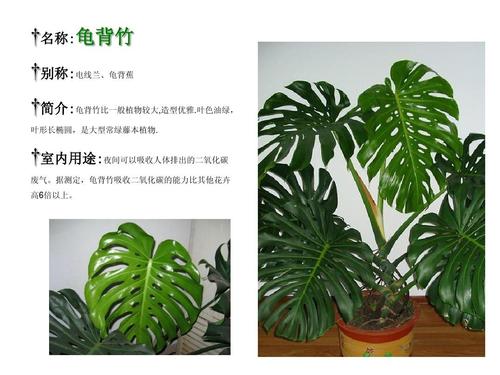 †名称:龟背竹
†别称:电线兰、龟背蕉
†简介:龟背竹比一般植物较大,造型优雅.叶色油绿,
叶形长椭圆，是大型常绿藤本植物.
†室内用途:夜间可以吸收人体排出的二氧化碳
废气。据测定，龟背竹吸收二氧化碳的能力比其他花卉
高6倍以上。